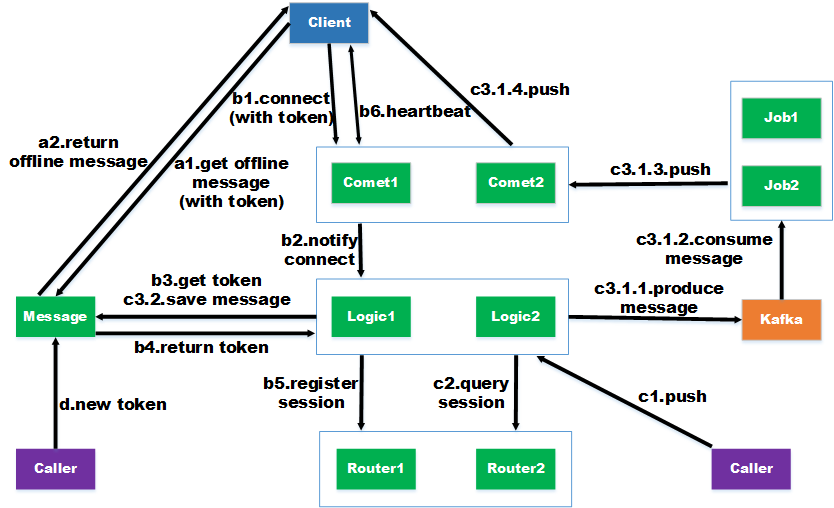 Client
c3.1.4.push
b1.connect
(with token)
b6.heartbeat
a2.return
offline message
a1.get offline
message
(with token)
Job1
Job2
Comet1
Comet2
c3.1.3.push
b2.notify
connect
c3.1.2.consume
message
b3.get token
c3.2.save message
c3.1.1.produce
message
Message
Logic1
Logic2
Kafka
b4.return token
b5.register
session
c2.query
session
c1.push
d.new token
Caller
Router1
Router2
Caller